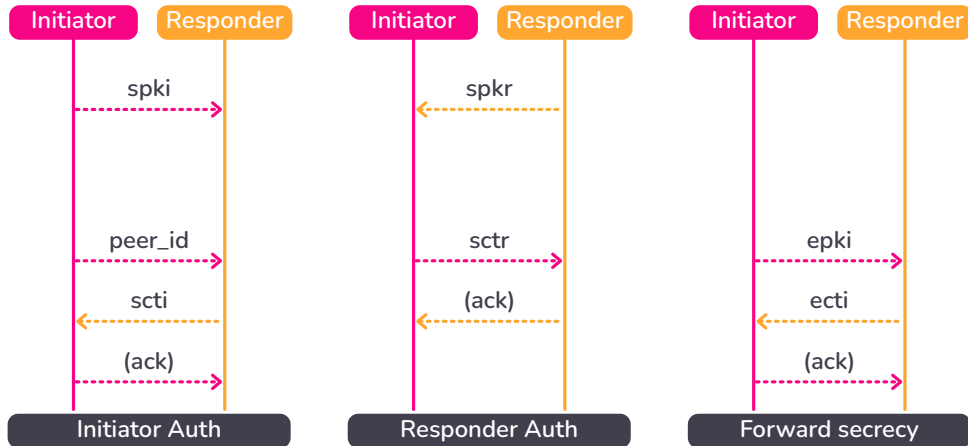 Initiator
Responder
spki
peer_id
scti
(ack)
Initiator Auth
Initiator
Responder
spkr
sctr
(ack)
Responder Auth
Initiator
Responder
epki
ecti
(ack)
Forward secrecy